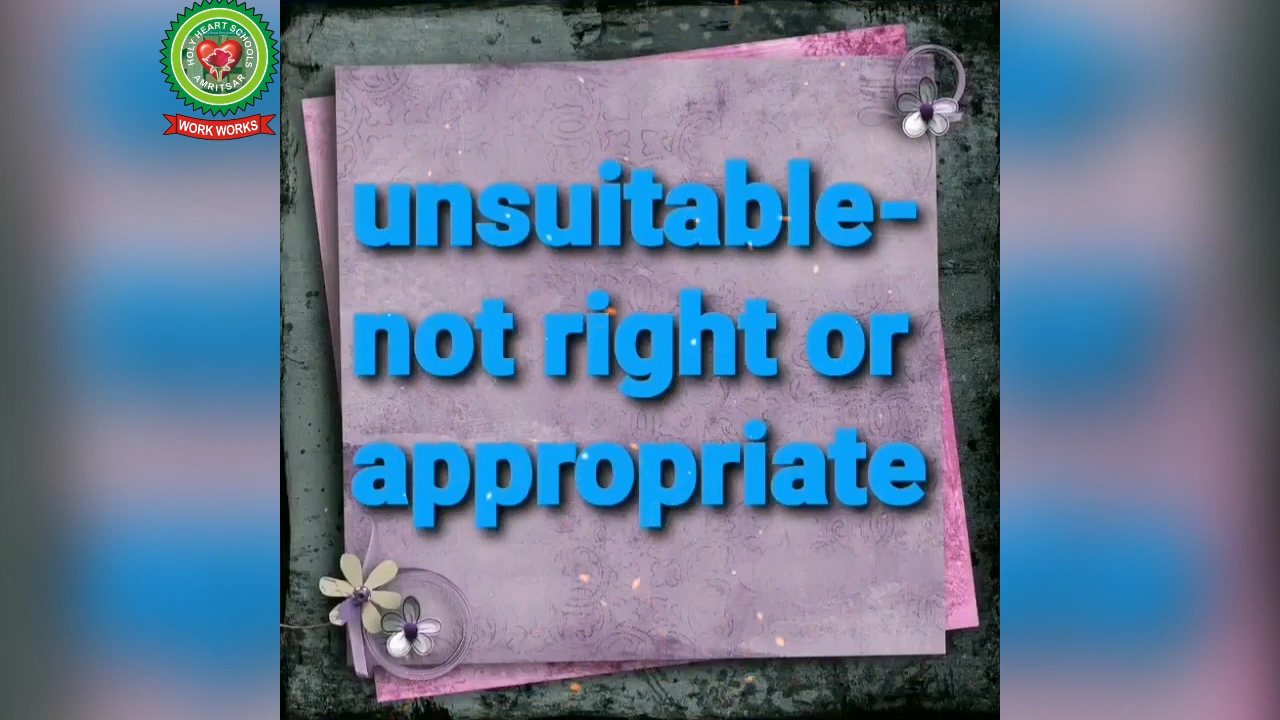 HOLY HEART SCHOOLS
AMRITSAR
WORK WORKS
unsuitable-
not right or
appropriate